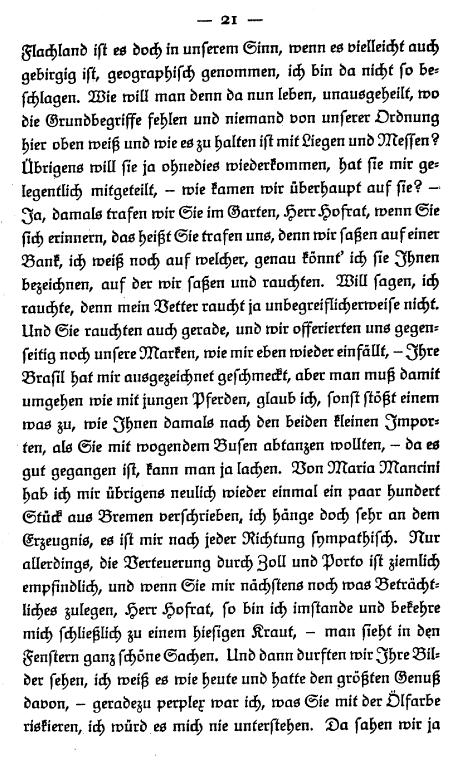 — 21 —
Flachland ist es doch in unserem Sinn, wenn es vielleicht auch
gebirgig ist, geographisch genommen, ich bin da nicht so be-
schlagen. Wie will man denn da nun leben, unausgeheilt, wo
die Grundbegriffe fehlen und niemand von unserer Ordnung
hier oben weiß und wie es zu halten ist mit Liegen und Messen?
Übrigens will sie ja ohnedies wiederkommen, hat sie mir ge-
legentlich mitgeteilt, – wie kamen wir überhaupt auf sie? –
Ja, damals trafen wir Sie im Garten, Herr Hofrat, wenn Sie
sich erinnern, das heißt Sie trafen uns, denn wir saßen auf einer
Bank, ich weiß noch auf welcher, genau könnt' ich sie Ihnen
bezeichnen, auf der wir saßen und rauchten. Will sagen, ich
rauchte, denn mein Vetter raucht ja unbegreiflicherweise nicht.
Und Sie rauchten auch gerade, und wir offerierten uns gegen-
seitig noch unsere Marken, wie mir eben wieder einfällt, – Ihre
Brasil hat mir ausgezeichnet geschmeckt, aber man muß damit
umgehen wie mit jungen Pferden, glaub ich, sonst stößt einem
was zu, wie Ihnen damals nach den beiden kleinen Impor-
ten, als Sie mit wogendem Busen abtanzen wollten, – da es
gut gegangen ist, kann man ja lachen. Von Maria Mancini
hab ich mir übrigens neulich wieder einmal ein paar hundert
Stück aus Bremen verschrieben, ich hänge doch sehr an dem
Erzeugnis, es ist mir nach jeder Richtung sympathisch. Nur
allerdings, die Verteuerung durch Zoll und Porto ist ziemlich
empfindlich, und wenn Sie mir nächstens noch was Beträcht-
liches zulegen, Herr Hofrat, so bin ich imstande und bekehre
mich schließlich zu einem hiesigen Kraut, – man sieht in den
Fenstern ganz schöne Sachen. Und dann durften wir Ihre Bil-
der sehen, ich weiß es wie heute und hatte den größten Genuß
davon, – geradezu perplex war ich, was Sie mit der Ölfarbe
riskieren, ich würd es mich nie unterstehen. Da sahen wir ja